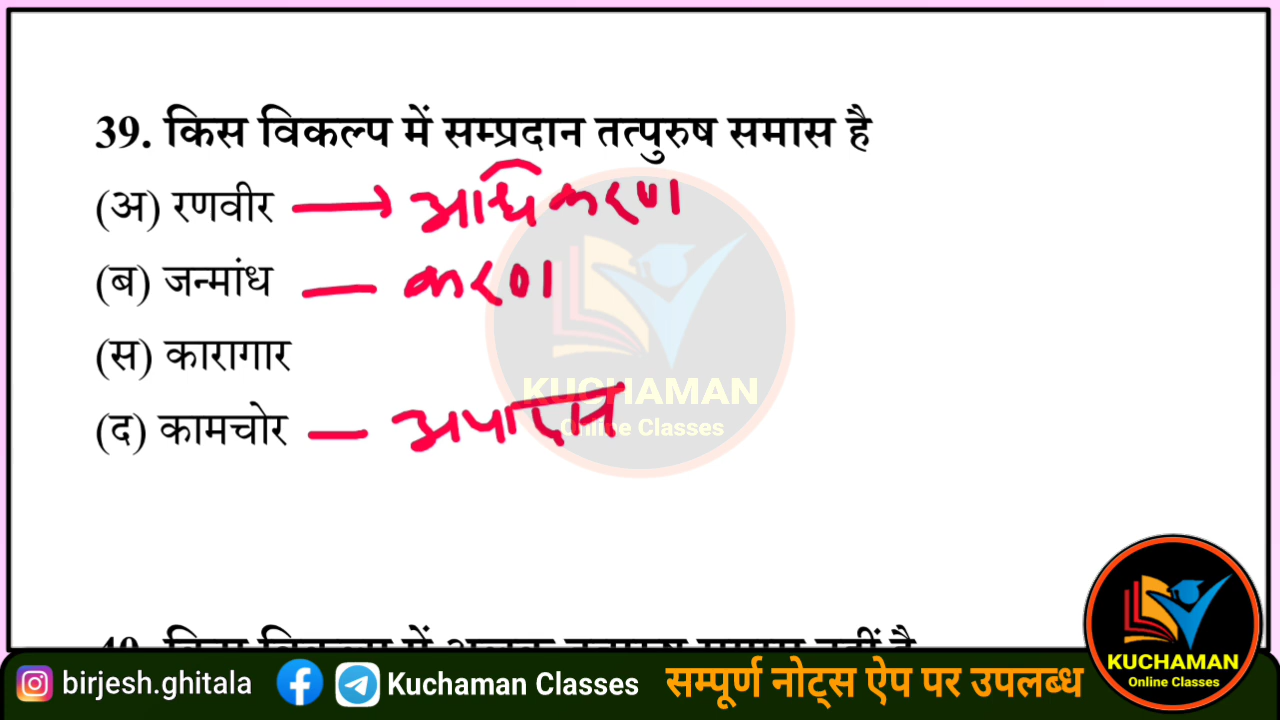 39. किस विकल्प में सम्प्रदान तत्पुरुष समास है
(अ) रणवीर → अधिकरण
(ब) जन्मांध — करण
(स) कारागार
(द) कामचोर — अपादान
KUCHAMAN
Online Classes
KUCHAMAN
Online Classes
birjesh.ghitala Kuchaman Classes सम्पूर्ण नोट्स ऐप पर उपलब्ध